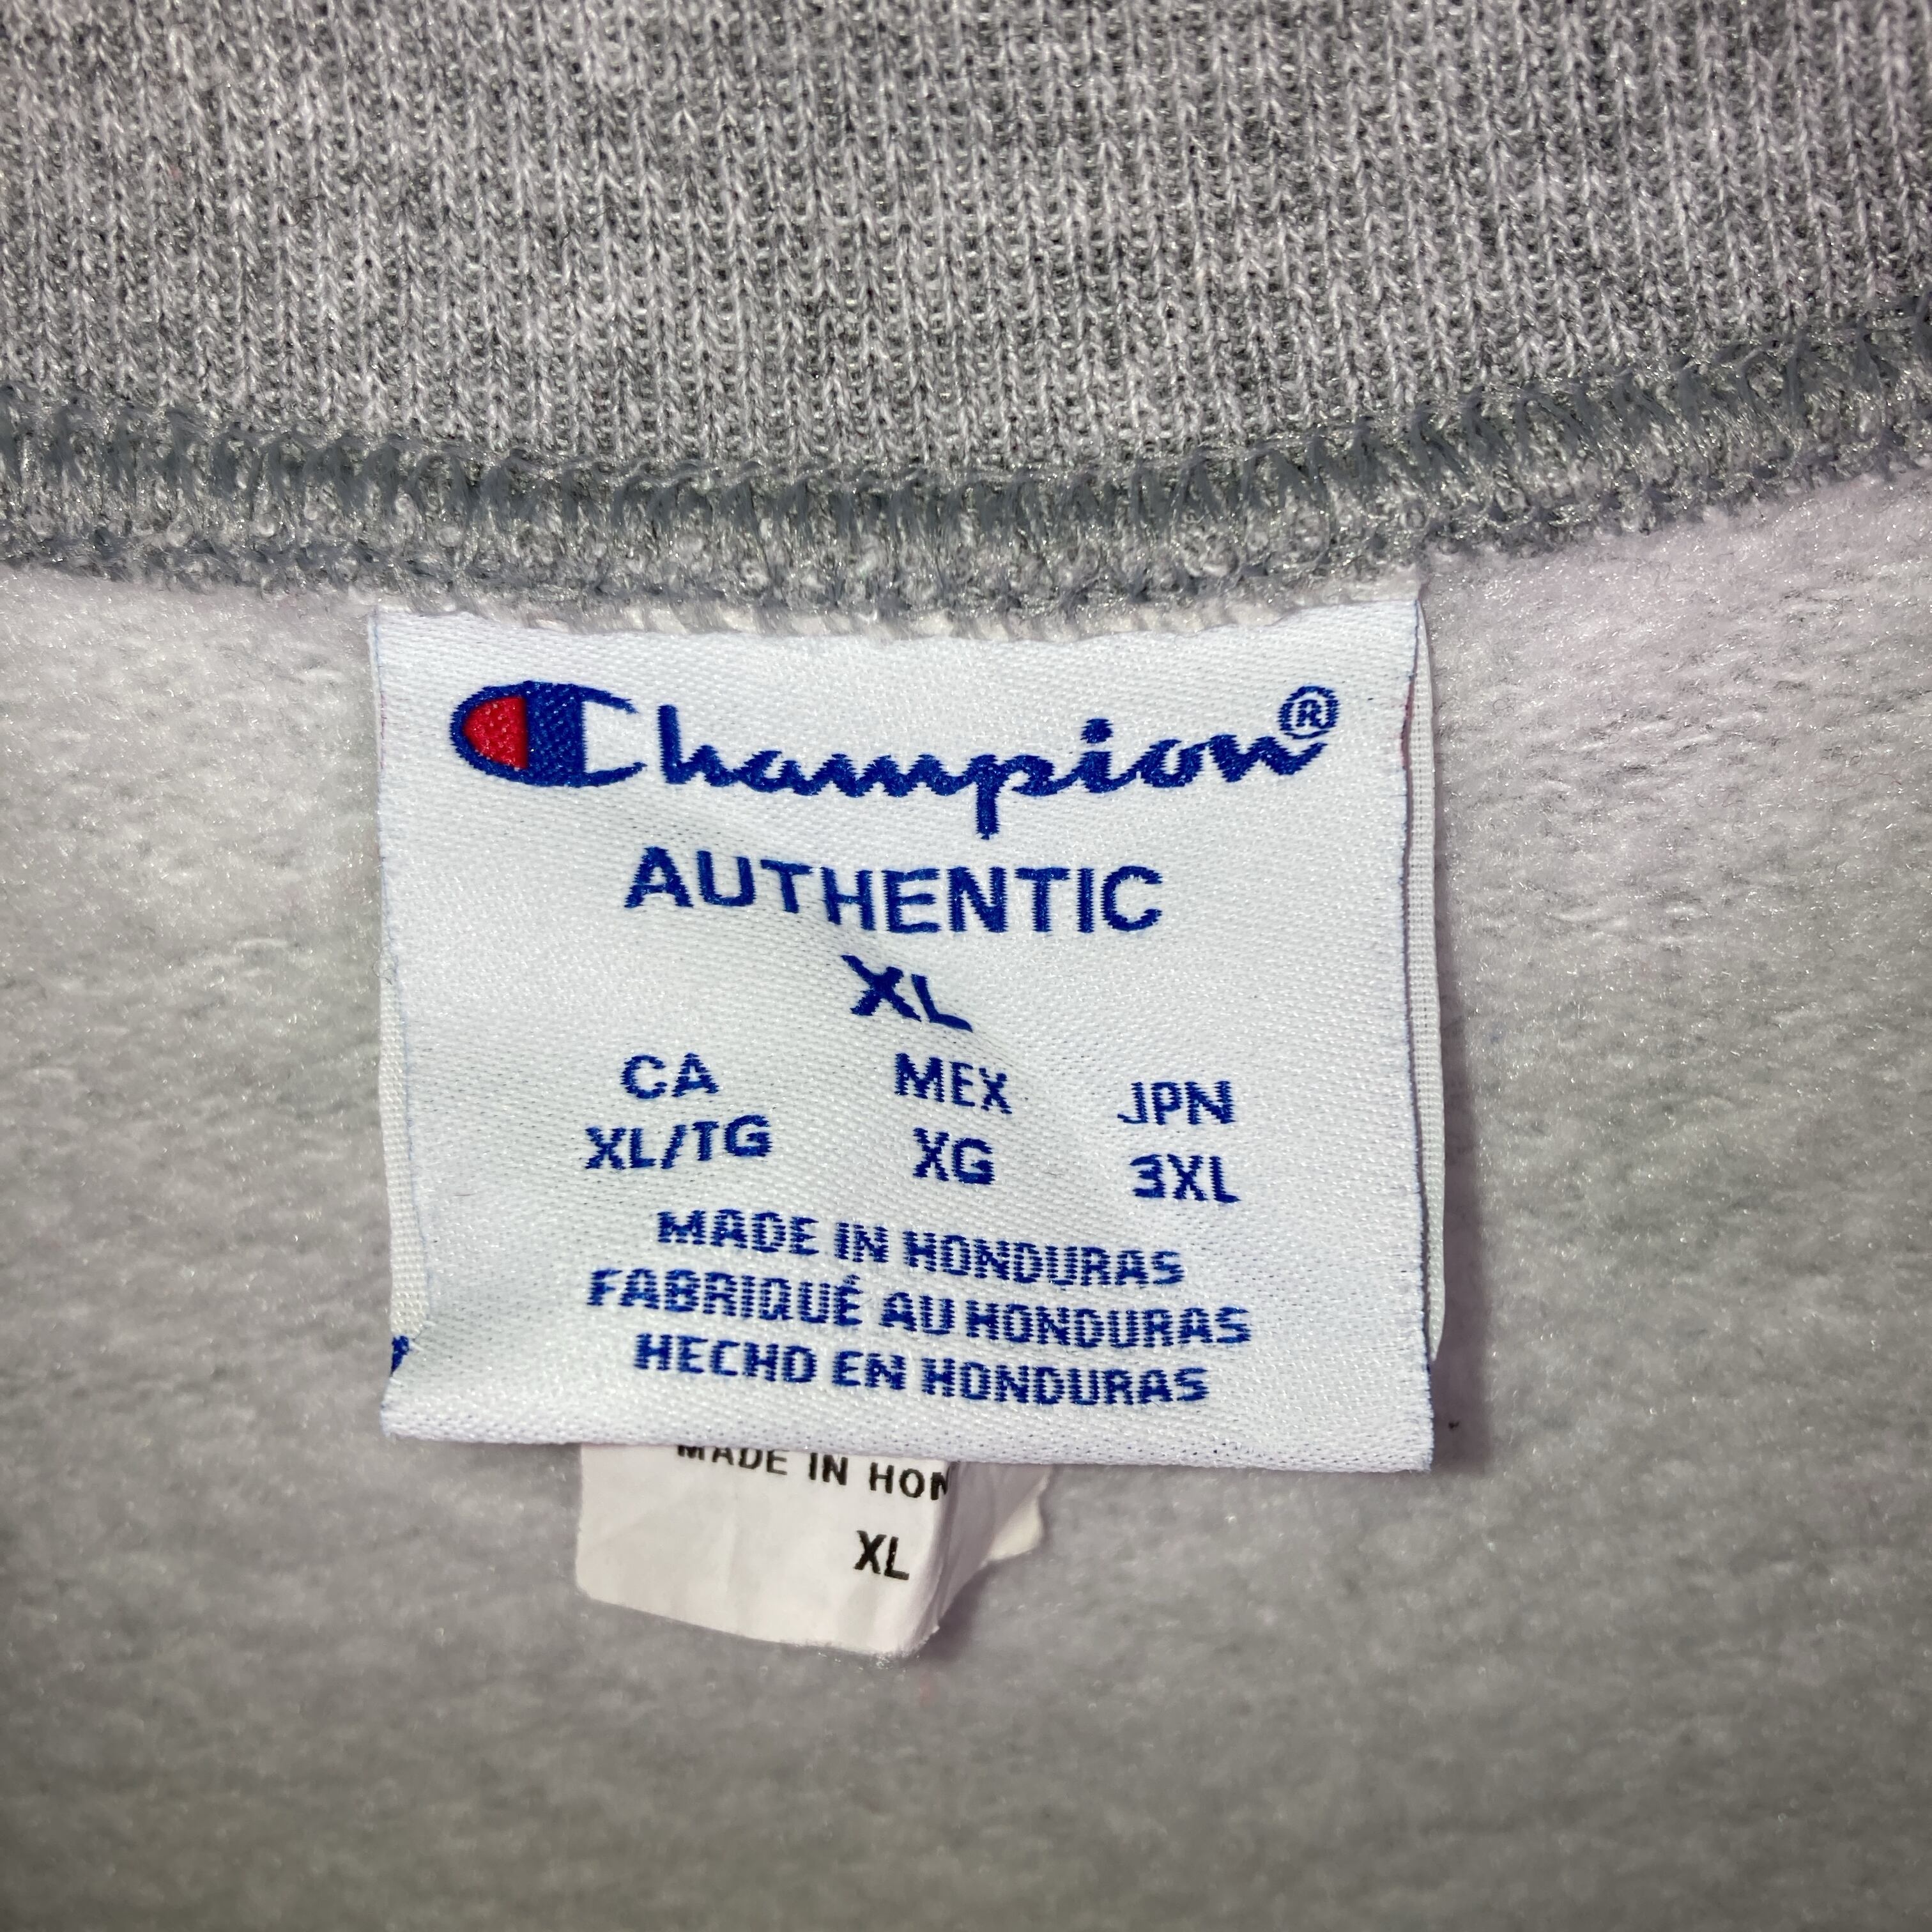 Champion®
AUTHENTIC
XL
CA MEX JPN
XL/TG XG 3XL
MADE IN HONDURAS
FABRIQUÉ AU HONDURAS
HECHO EN HONDURAS
MADE IN HON
XL